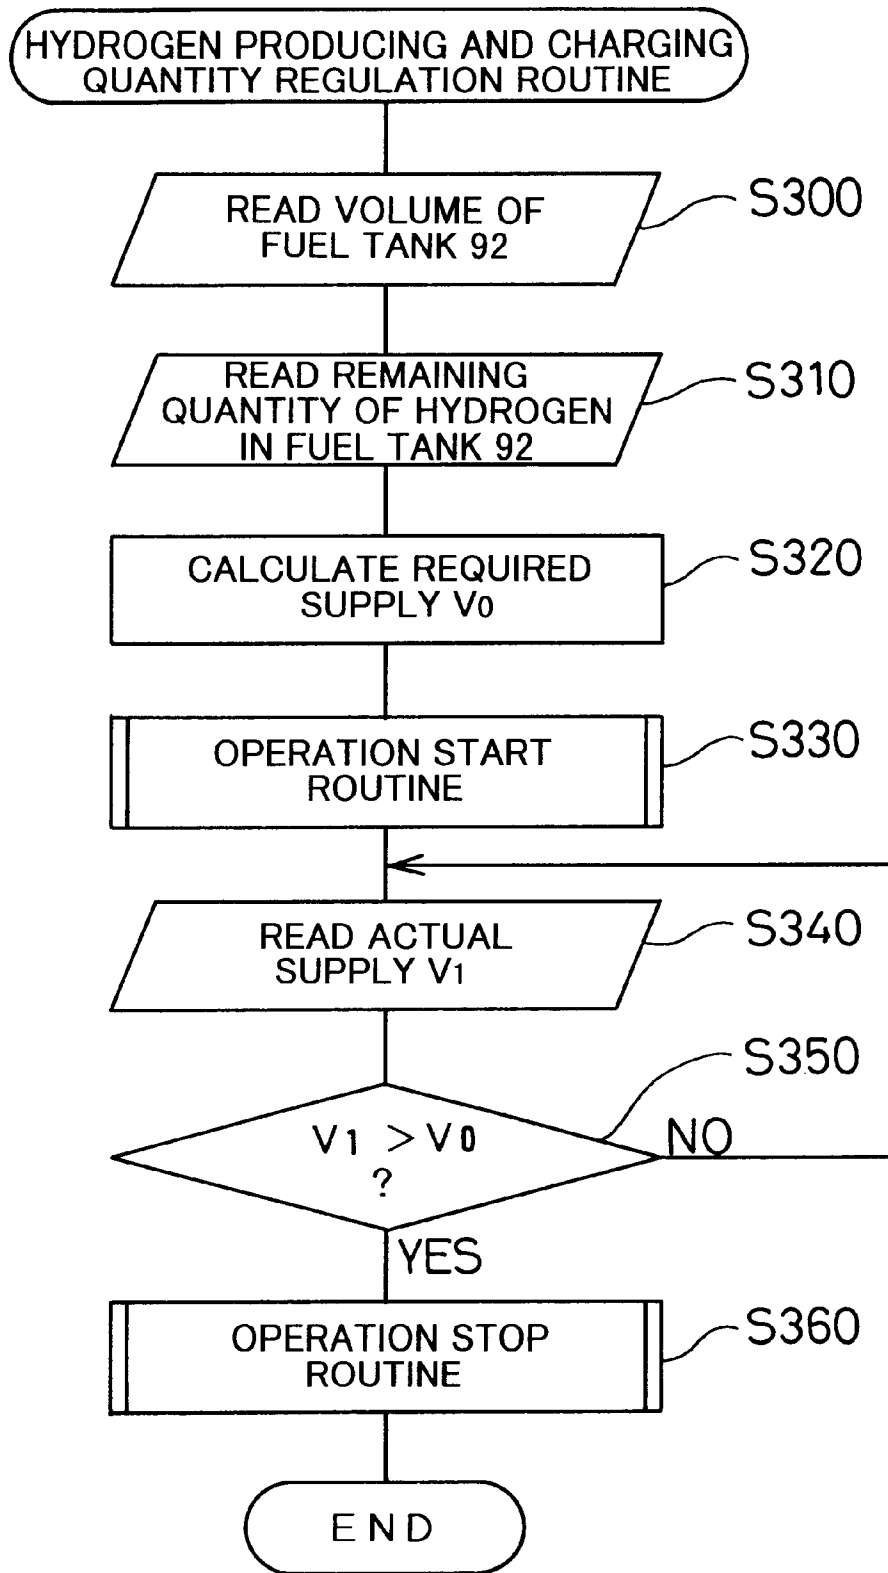 HYDROGEN PRODUCING AND CHARGING
QUANTITY REGULATION ROUTINE
READ VOLUME OF
FUEL TANK 92
S300
READ REMAINING
QUANTITY OF HYDROGEN
IN FUEL TANK 92
S310
CALCULATE REQUIRED
SUPPLY V0
S320
OPERATION START
ROUTINE
S330
READ ACTUAL
SUPPLY V1
S340
V1 > V0
?
S350
NO
YES
OPERATION STOP
ROUTINE
S360
END